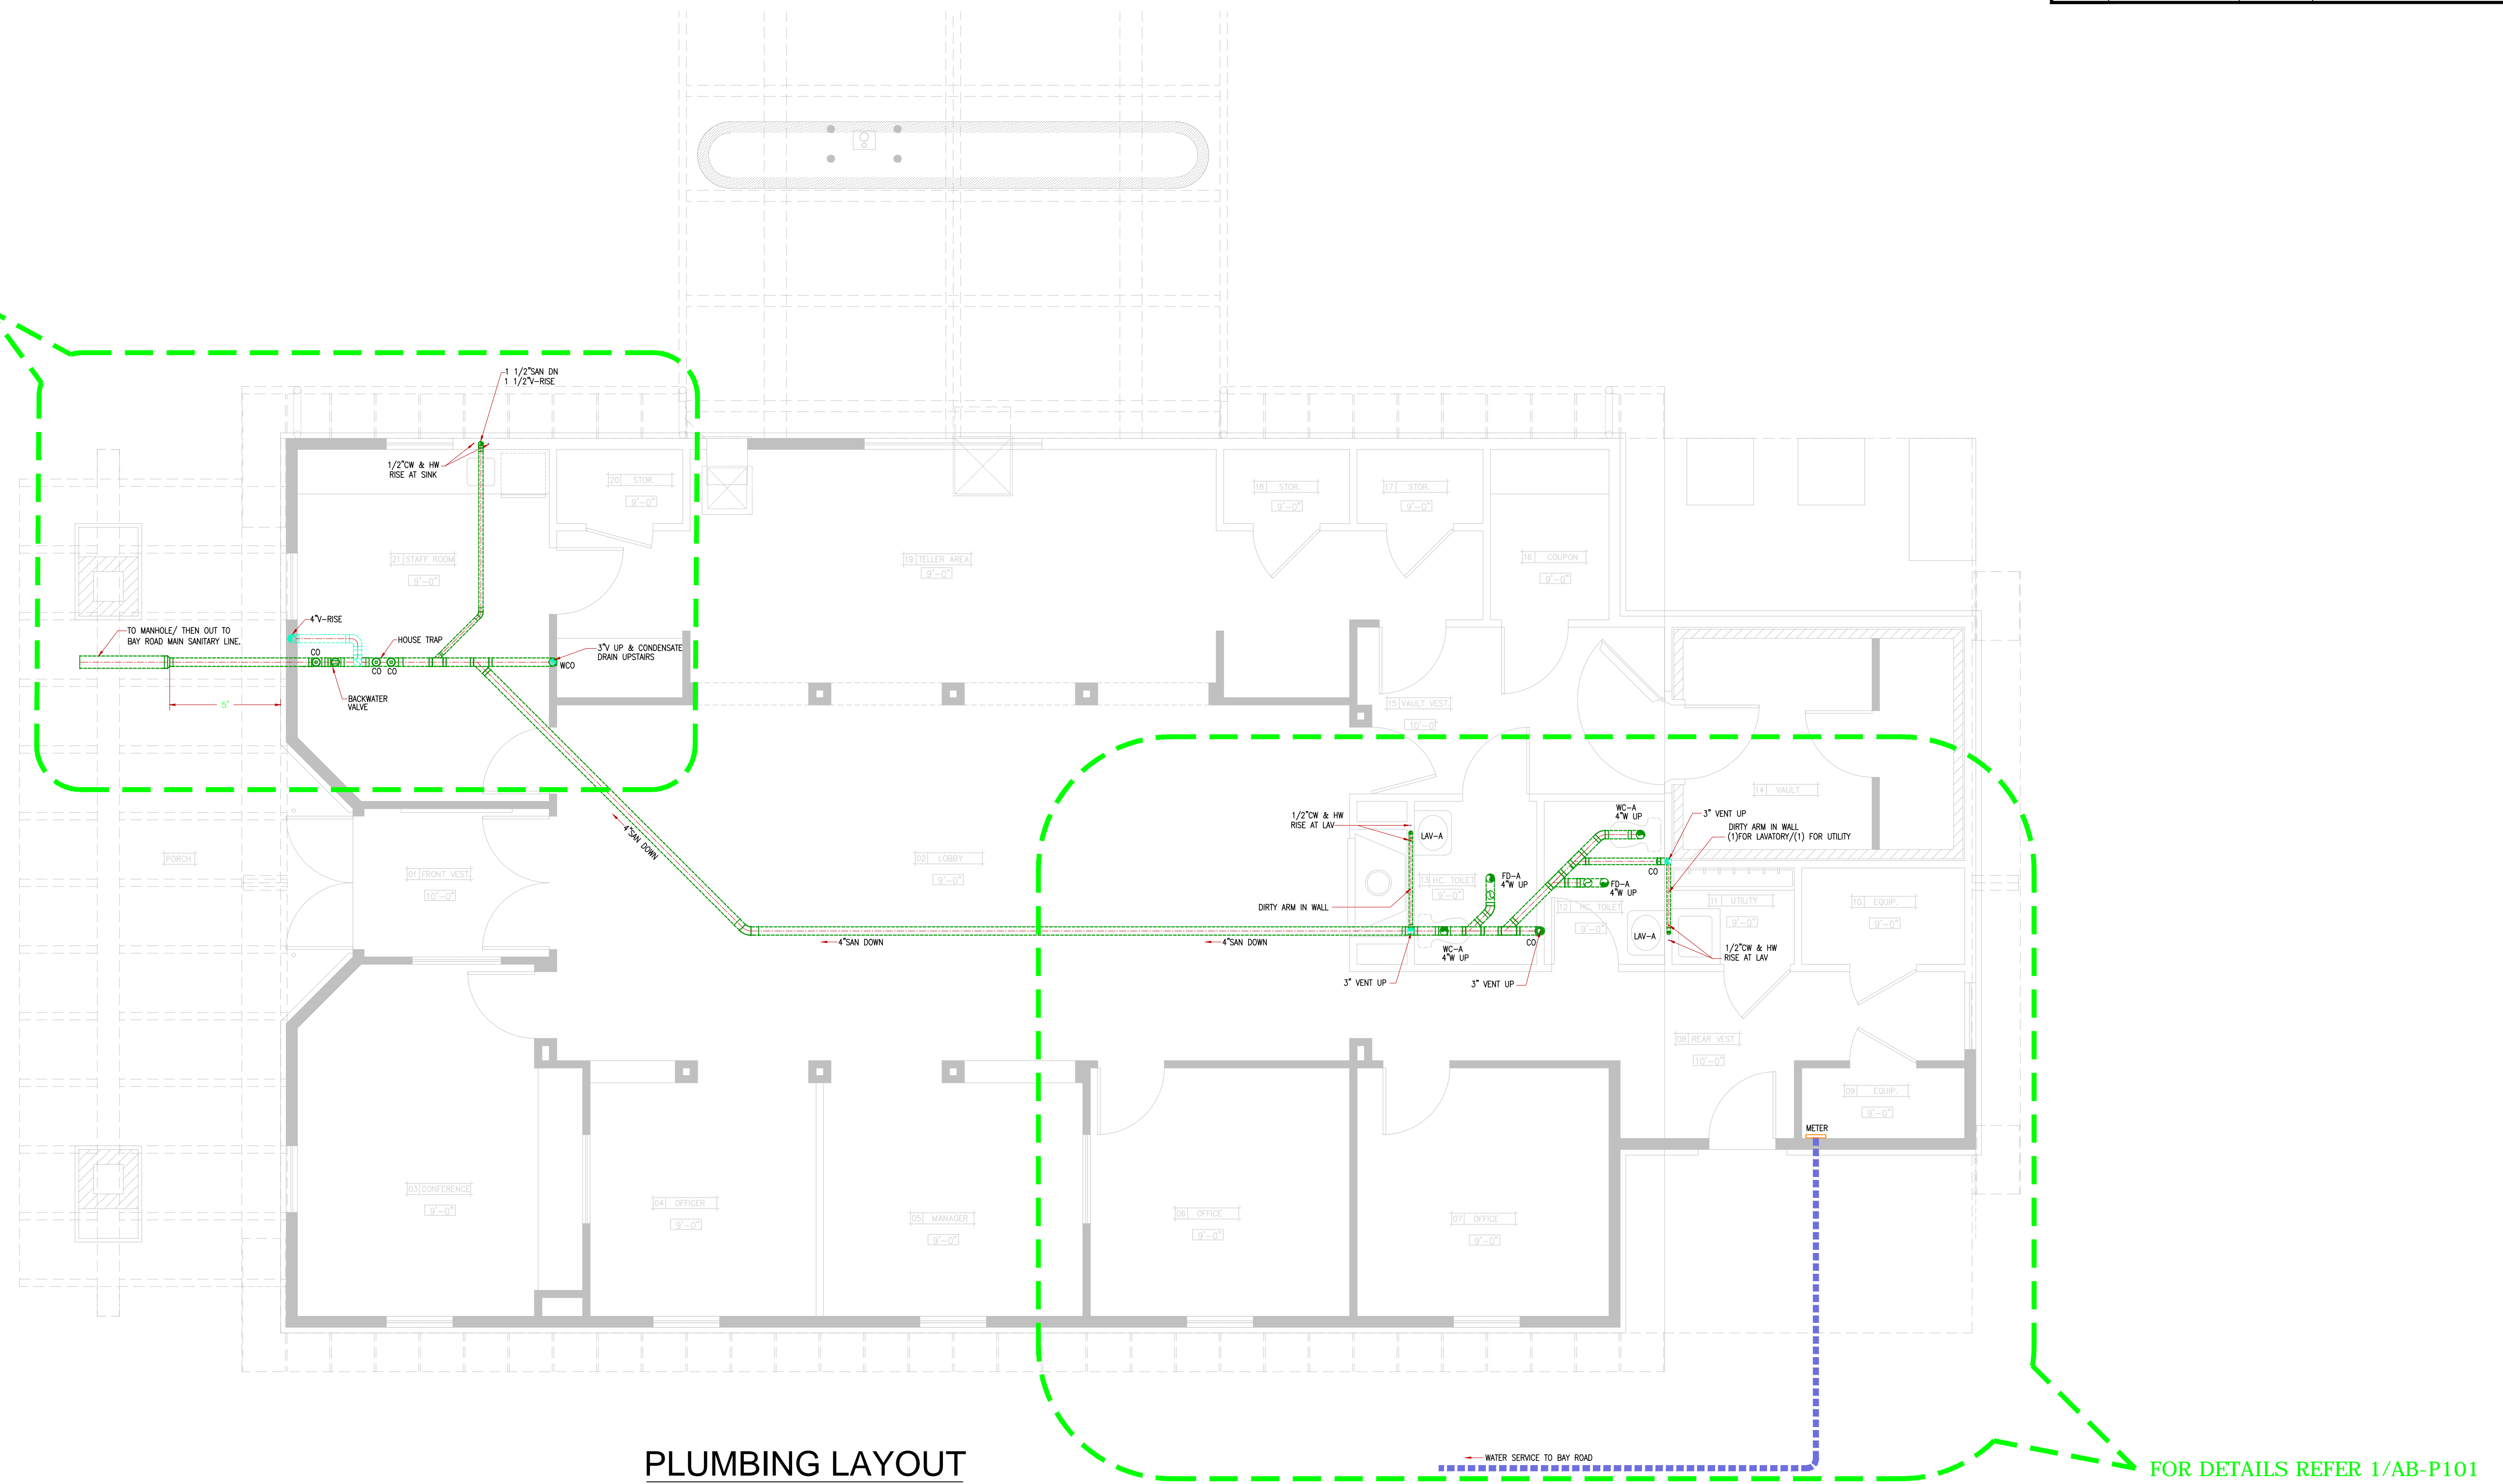 1 1/2"SAN DN
1 1/2"V-RISE
1/2"CW & HW
RISE AT SINK
20 STOR.
9'-0"
18 STOR.
9'-0"
17 STOR.
9'-0"
21 STAFF ROOM
9'-0"
19 TELLER AREA
9'-0"
16 COUPON
9'-0"
4"V-RISE
TO MANHOLE/ THEN OUT TO
BAY ROAD MAIN SANITARY LINE.
HOUSE TRAP
CO
CO CO
3"V UP & CONDENSATE
DRAIN UPSTAIRS
WCO
BACKWATER
VALVE
5'
15 VAULT VEST.
10'-0"
14 VAULT
1/2"CW & HW
RISE AT LAV
LAV-A
WC-A
4"W UP
3" VENT UP
DIRTY ARM IN WALL
(1)FOR LAVATORY/(1) FOR UTILITY
4"SAN DOWN
PORCH
01 FRONT VEST.
10'-0"
02 LOBBY
9'-0"
13 HC. TOILET
9'-0"
FD-A
4"W UP
CO
FD-A
4"W UP
12 HC. TOILET
9'-0"
11 UTILITY
9'-0"
10 EQUIP.
9'-0"
DIRTY ARM IN WALL
4"SAN DOWN
4"SAN DOWN
WC-A
4"W UP
CO
LAV-A
1/2"CW & HW
RISE AT LAV
3" VENT UP
3" VENT UP
08 REAR VEST.
10'-0"
09 EQUIP.
9'-0"
METER
03 CONFERENCE
9'-0"
04 OFFICER
9'-0"
05 MANAGER
9'-0"
06 OFFICE
9'-0"
07 OFFICE
9'-0"
PLUMBING LAYOUT
WATER SERVICE TO BAY ROAD
FOR DETAILS REFER 1/AB-P101